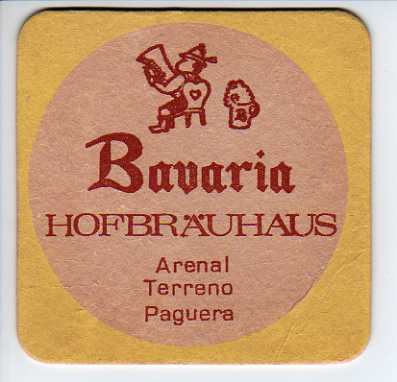 Bavaria
HOFBRÄUHAUS
Arenal
Terreno
Paguera